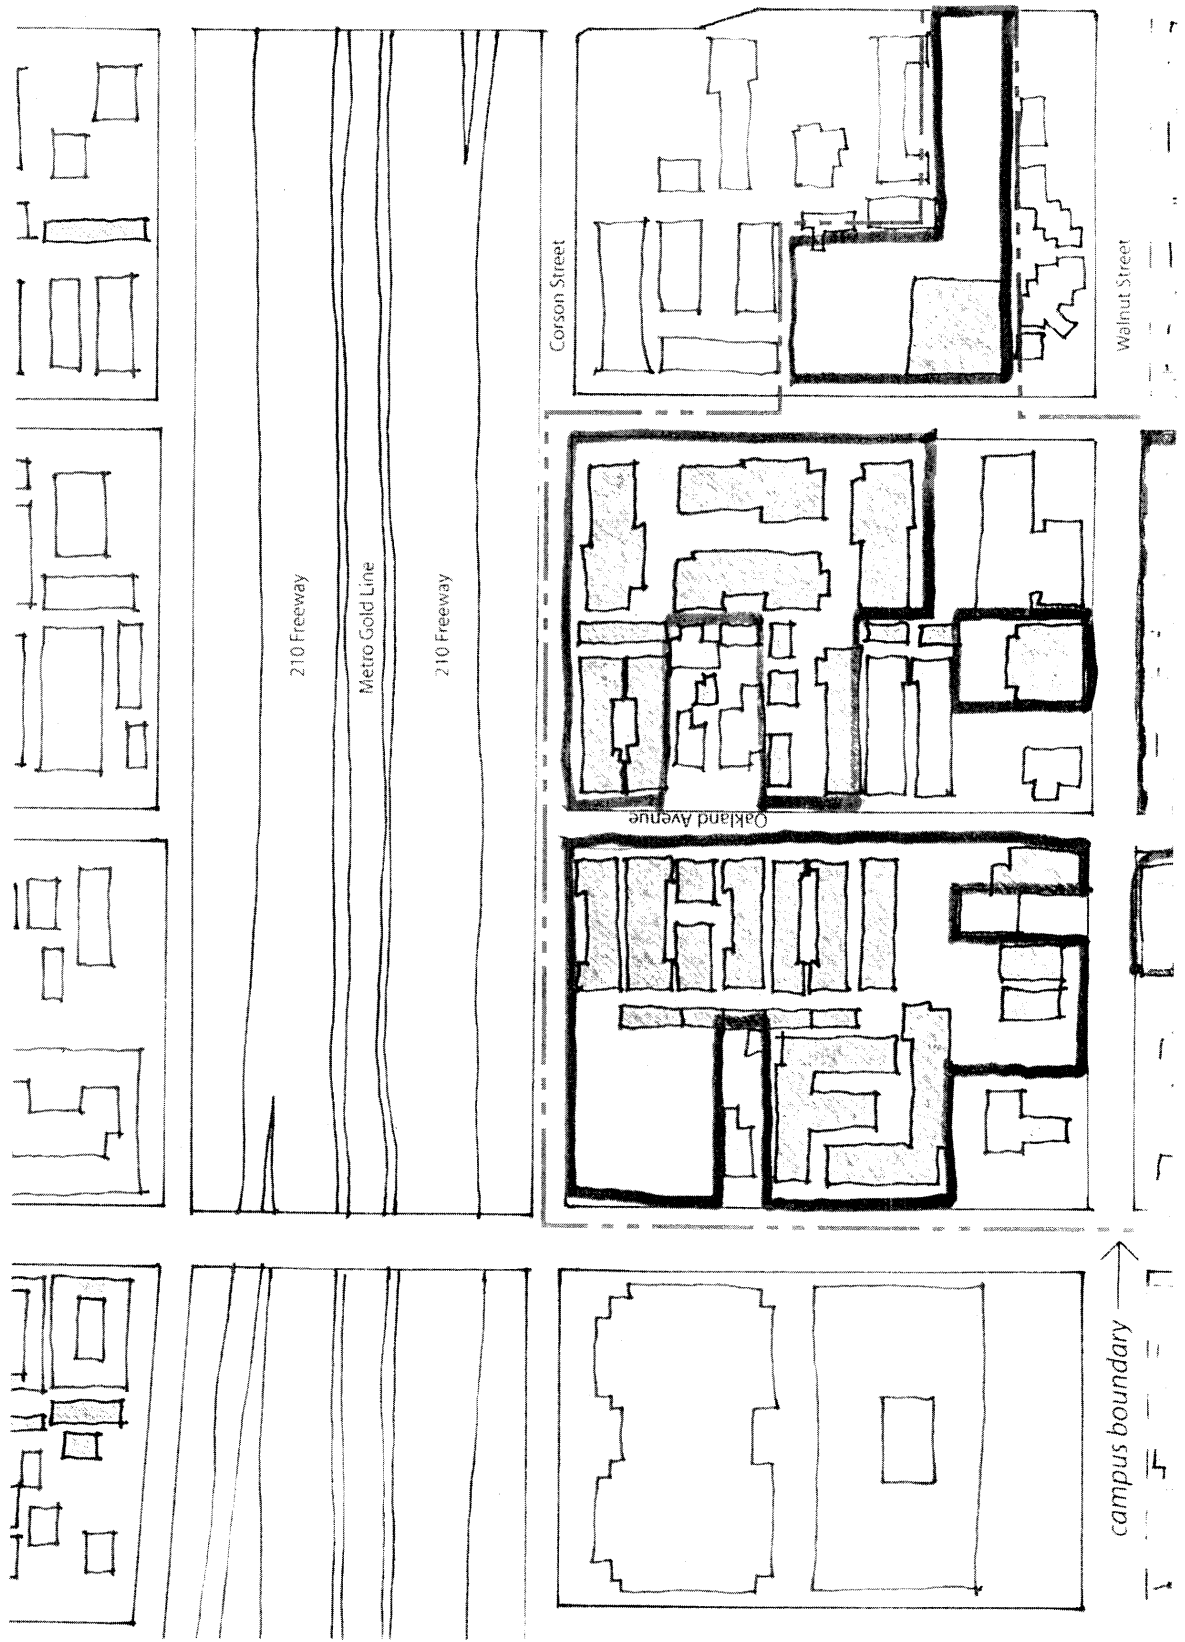 Corson Street
Walnut Street
210 Freeway
Metro Gold Line
210 Freeway
Oakland Avenue
campus boundary